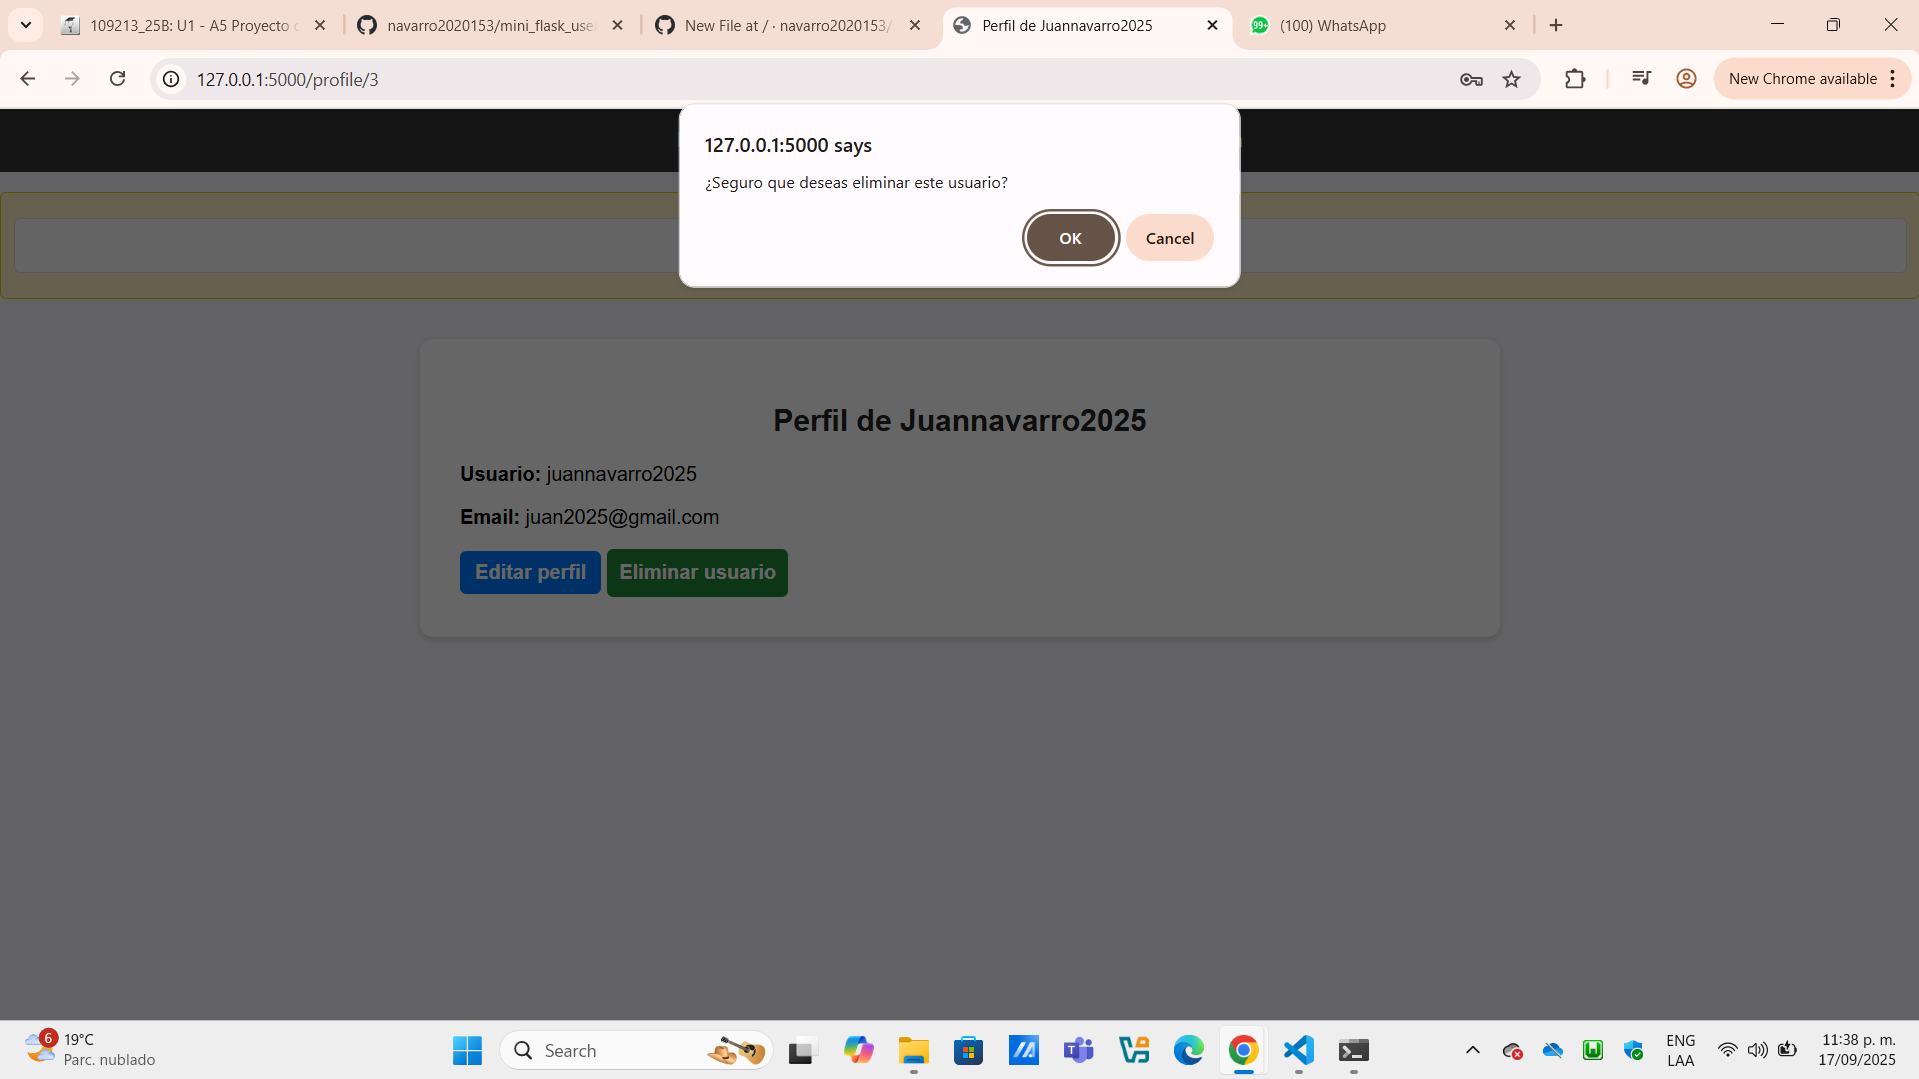 109213_25B: U1 - A5 Proyecto
navarro2020153/mini_flask_use
New File at / · navarro2020153/
Perfil de Juannavarro2025
(100) WhatsApp
127.0.0.1:5000/profile/3
New Chrome available
127.0.0.1:5000 says
¿Seguro que deseas eliminar este usuario?
OK
Cancel
Perfil de Juannavarro2025
Usuario: juannavarro2025
Email: juan2025@gmail.com
Editar perfil
Eliminar usuario
6
19°C
Parc. nublado
Search
ENG
LAA
11:38 p. m.
17/09/2025